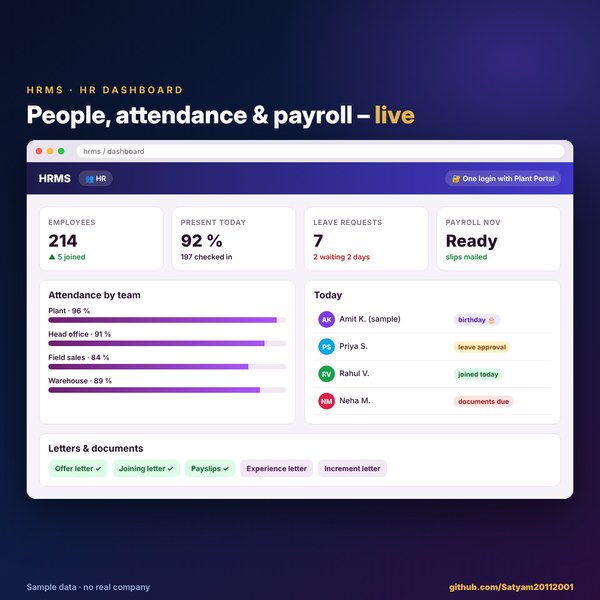 HRMS · HR DASHBOARD
People, attendance & payroll – live
hrms / dashboard
HRMS 👥 HR 🔐 One login with Plant Portal
EMPLOYEES
214
▲ 5 joined
PRESENT TODAY
92 %
197 checked in
LEAVE REQUESTS
7
2 waiting 2 days
PAYROLL NOV
Ready
slips mailed
Attendance by team
Plant · 96 %
Head office · 91 %
Field sales · 84 %
Warehouse · 89 %
Today
AK Amit K. (sample) birthday 🎂
PS Priya S. leave approval
RV Rahul V. joined today
NM Neha M. documents due
Letters & documents
Offer letter ✓ Joining letter ✓ Payslips ✓ Experience letter Increment letter
Sample data · no real company
github.com/Satyam20112001